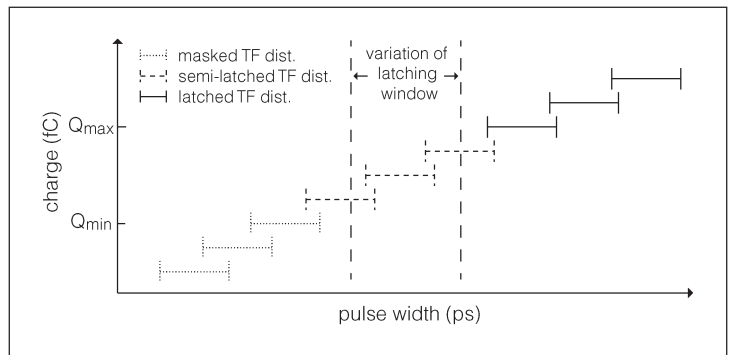 masked TF dist.
semi-latched TF dist.
latched TF dist.
variation of
latching
window
Qmax
Qmin
charge (fC)
pulse width (ps)